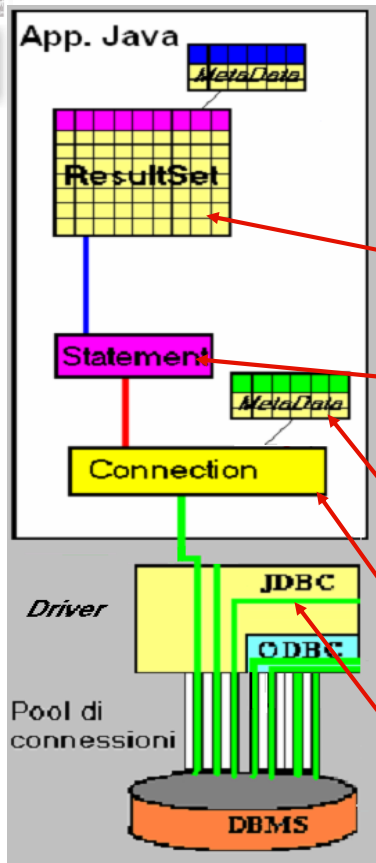 App. Java
MetaData
ResultSet
Statement
MetaData
Connection
JDBC
Driver
ODBC
Pool di
connessioni
DBMS